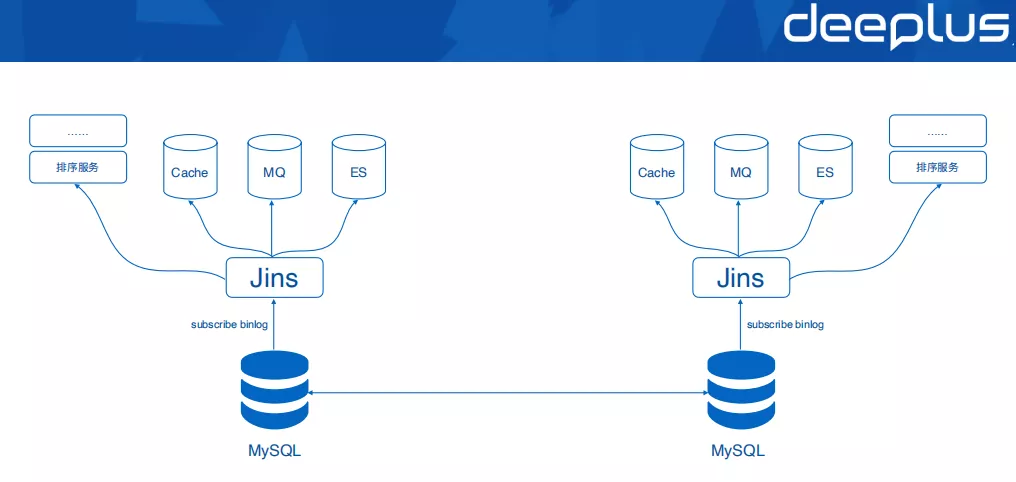 deeplus
......
排序服务
Cache
MQ
ES
Jins
subscribe binlog
MySQL
Cache
MQ
ES
......
排序服务
Jins
subscribe binlog
MySQL